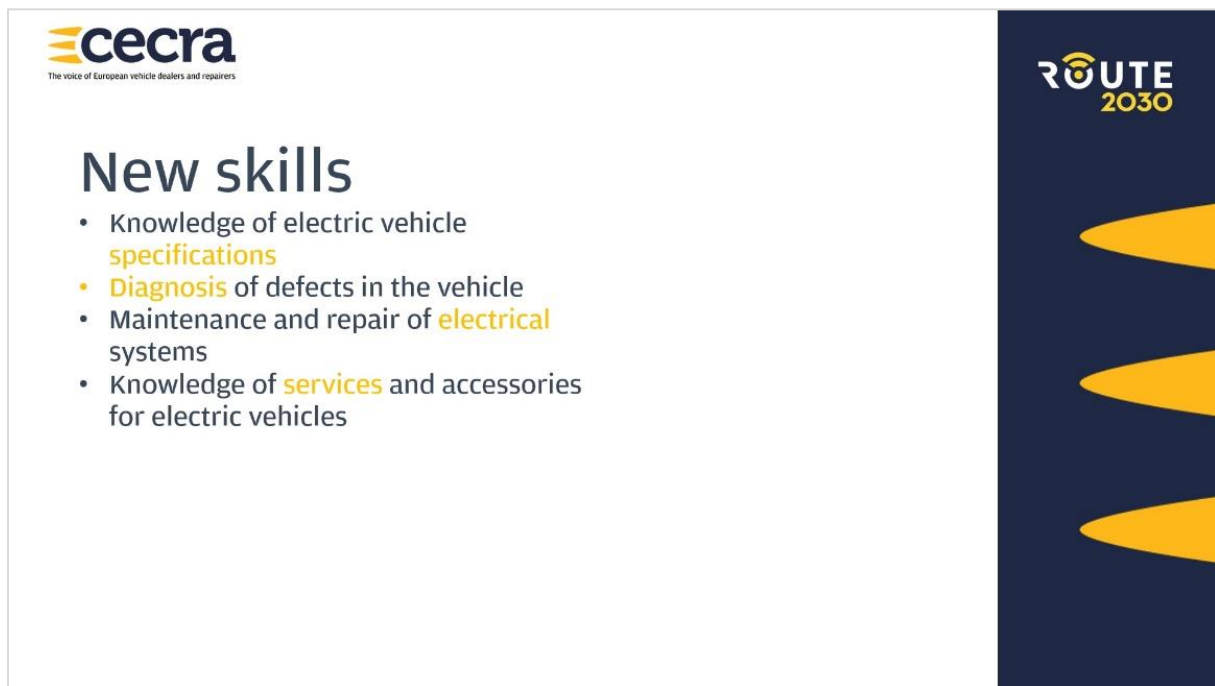 cecra
The voice of European vehicle dealers and repairers
ROUTE
2030
New skills
• Knowledge of electric vehicle
specifications
• Diagnosis of defects in the vehicle
• Maintenance and repair of electrical
systems
• Knowledge of services and accessories
for electric vehicles